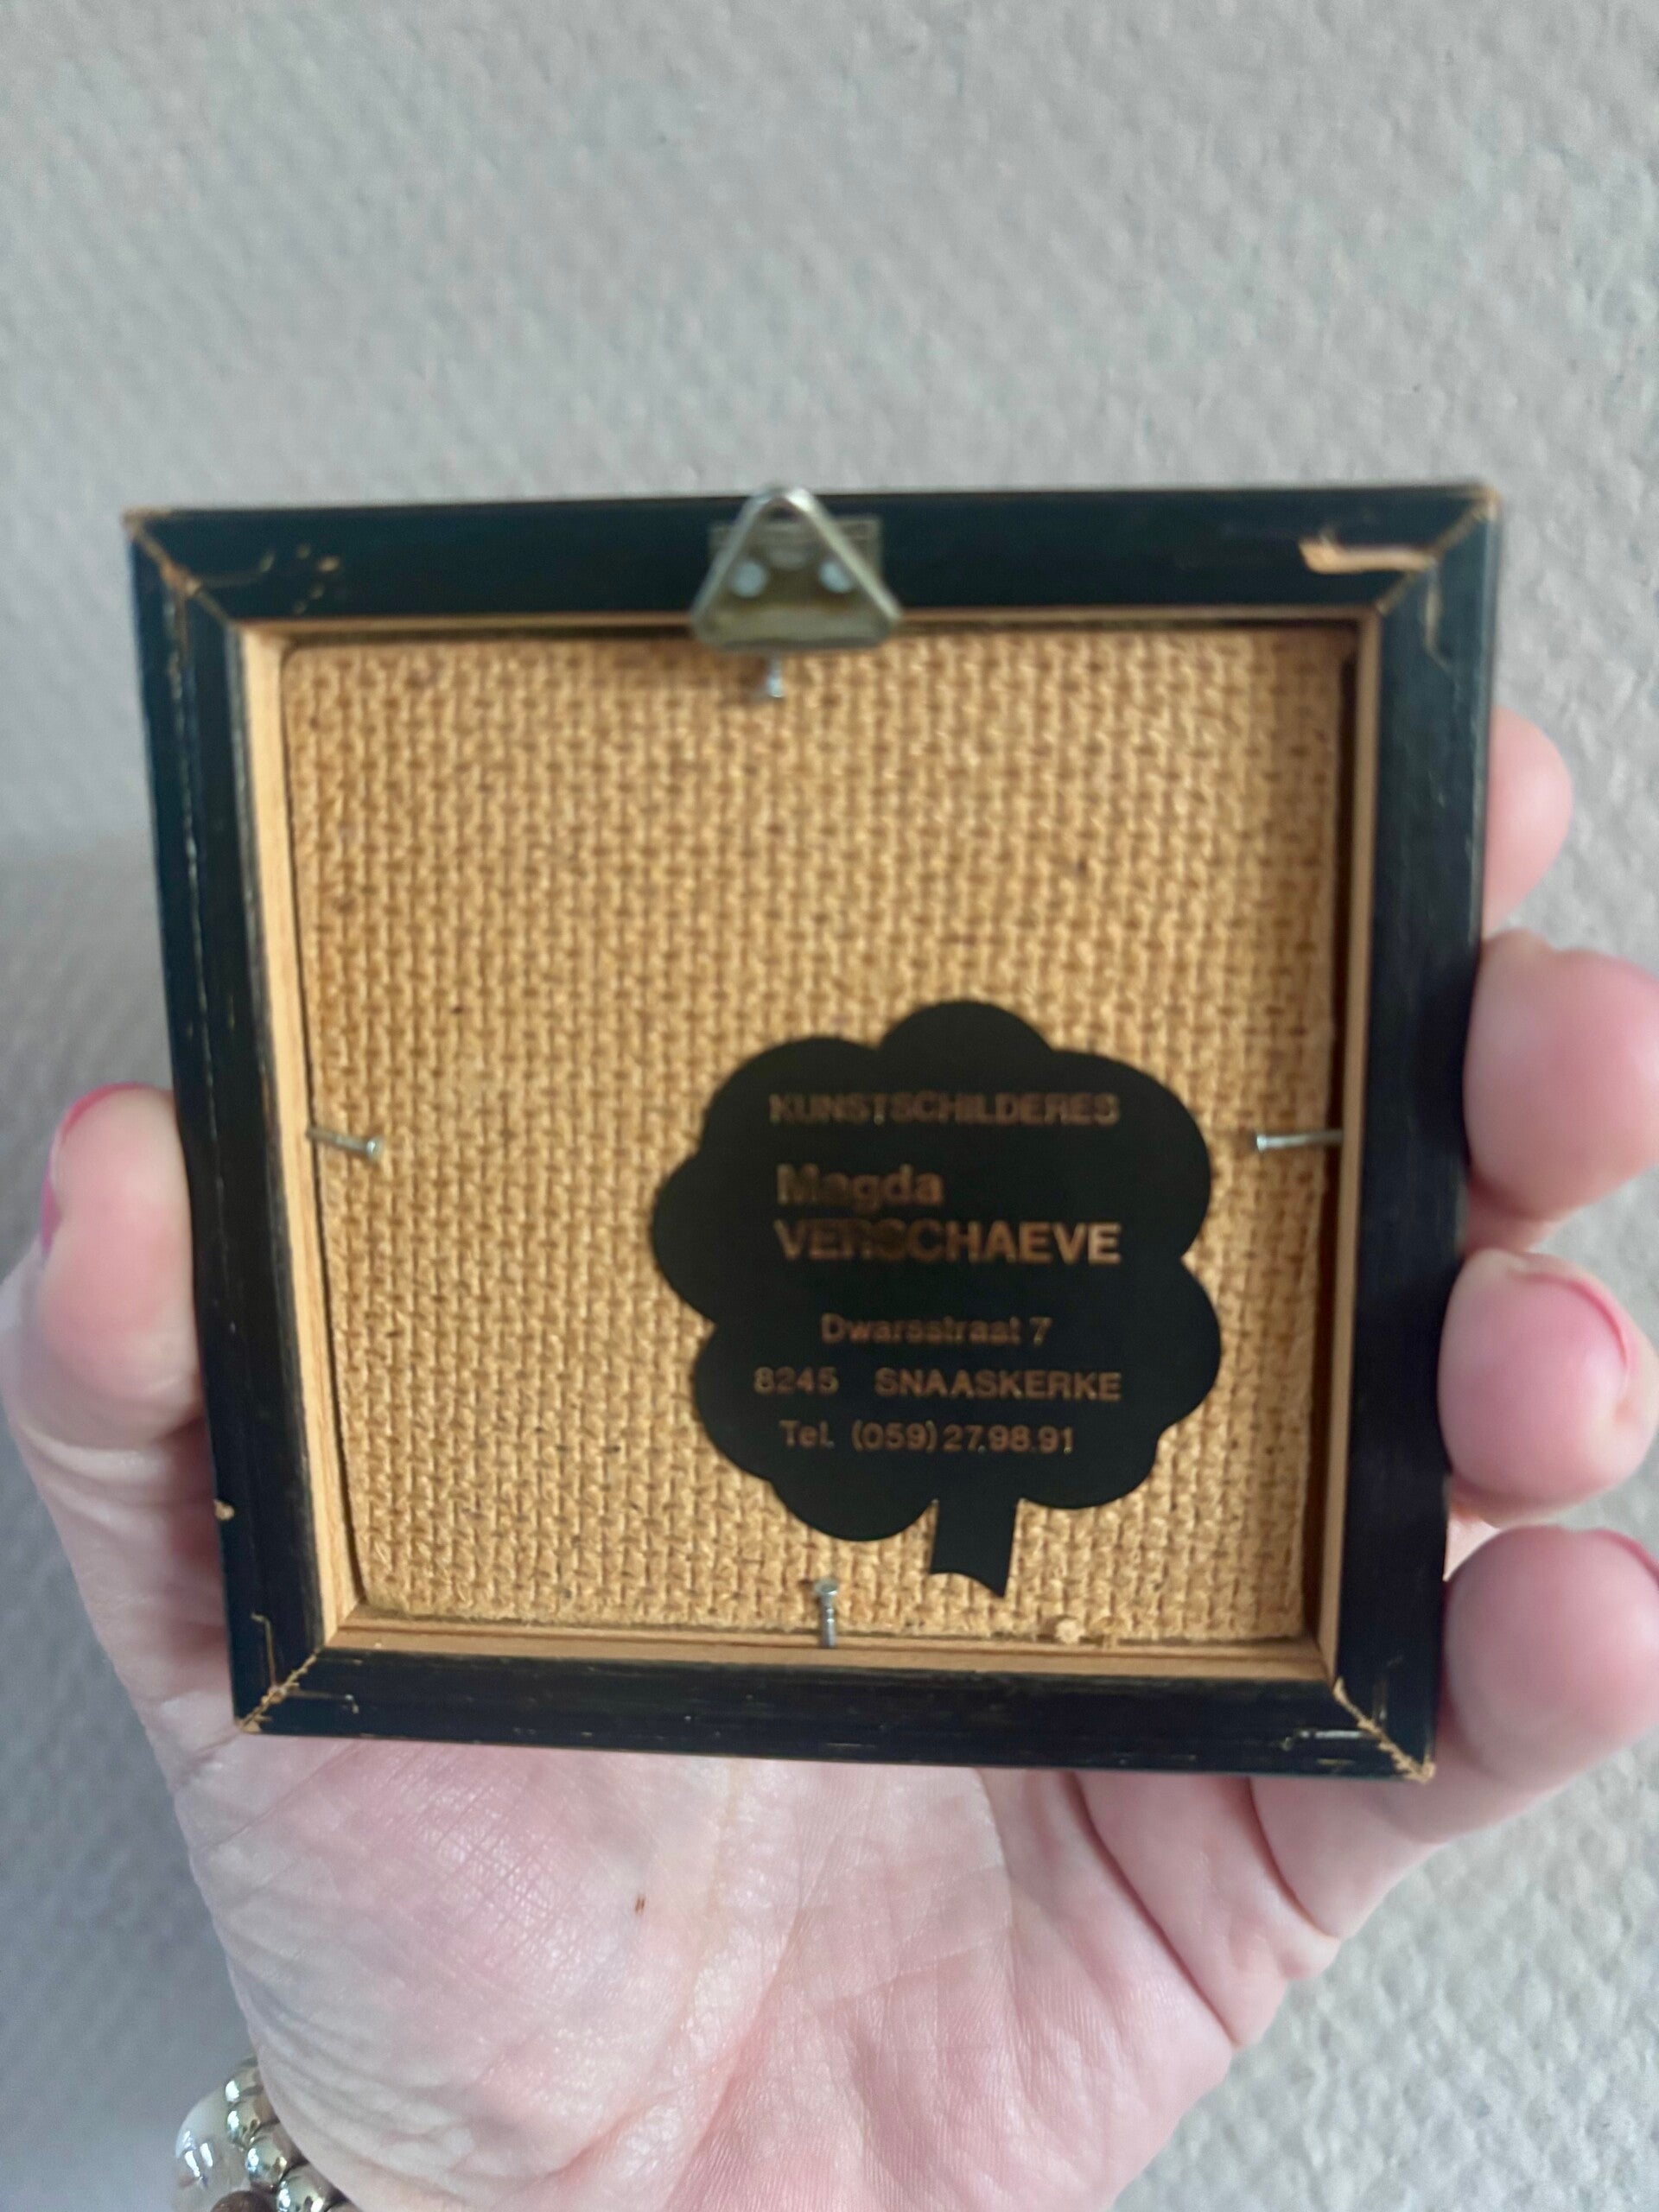 KUNSTSCHILDERES
Magda
VERSCHAEVE
Dwarsstraat 7
8245 SNAASKERKE
Tel. (059) 27.98.91